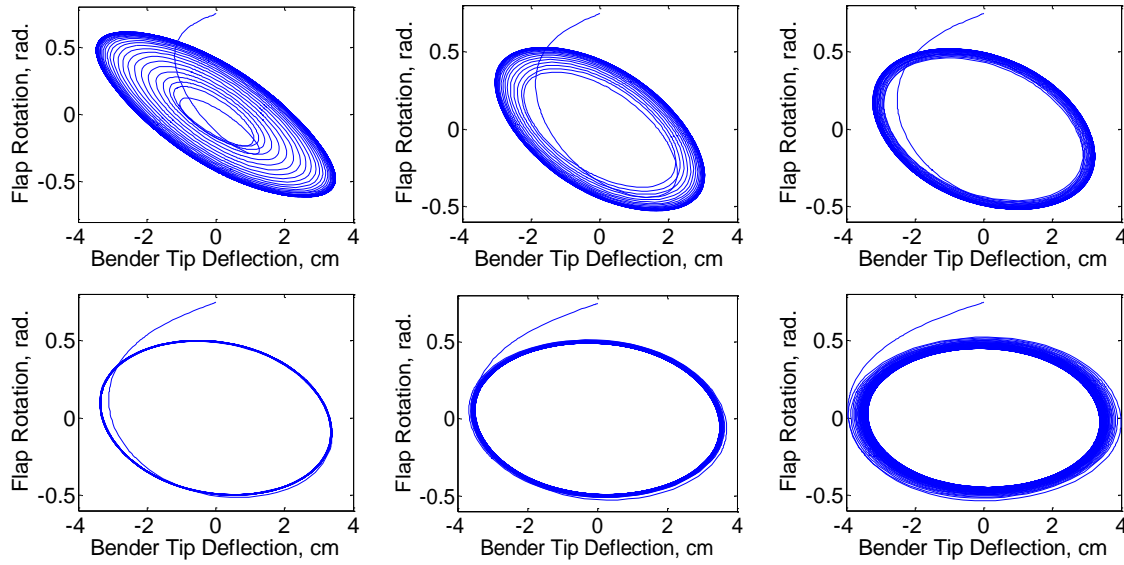 Flap Rotation, rad.
0.5
0
-0.5
-4 -2 0 2 4
Bender Tip Deflection, cm
Flap Rotation, rad.
0.5
0
-0.5
-4 -2 0 2 4
Bender Tip Deflection, cm
Flap Rotation, rad.
0.5
0
-0.5
-4 -2 0 2 4
Bender Tip Deflection, cm
Flap Rotation, rad.
0.5
0
-0.5
-4 -2 0 2 4
Bender Tip Deflection, cm
Flap Rotation, rad.
0.5
0
-0.5
-4 -2 0 2 4
Bender Tip Deflection, cm
Flap Rotation, rad.
0.5
0
-0.5
-4 -2 0 2 4
Bender Tip Deflection, cm